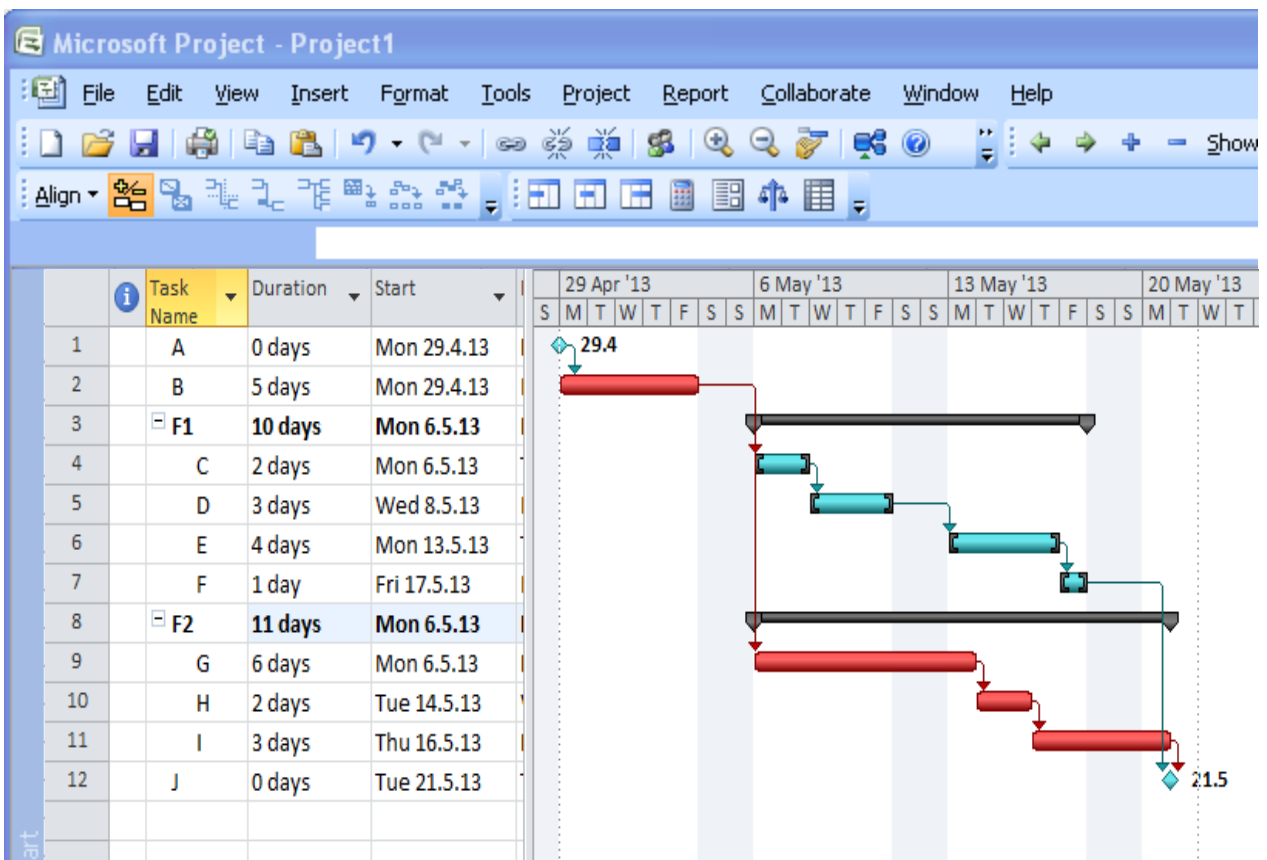 Microsoft Project - Project1
File Edit View Insert Format Tools Project Report Collaborate Window Help
Show
Align
Task Name Duration Start 29 Apr '13 6 May '13 13 May '13 20 May '13
S M T W T F S S M T W T F S S M T W T F S S M T W T
1 A 0 days Mon 29.4.13 29.4
2 B 5 days Mon 29.4.13
3 F1 10 days Mon 6.5.13
4 C 2 days Mon 6.5.13
5 D 3 days Wed 8.5.13
6 E 4 days Mon 13.5.13
7 F 1 day Fri 17.5.13
8 F2 11 days Mon 6.5.13
9 G 6 days Mon 6.5.13
10 H 2 days Tue 14.5.13
11 I 3 days Thu 16.5.13
12 J 0 days Tue 21.5.13 21.5